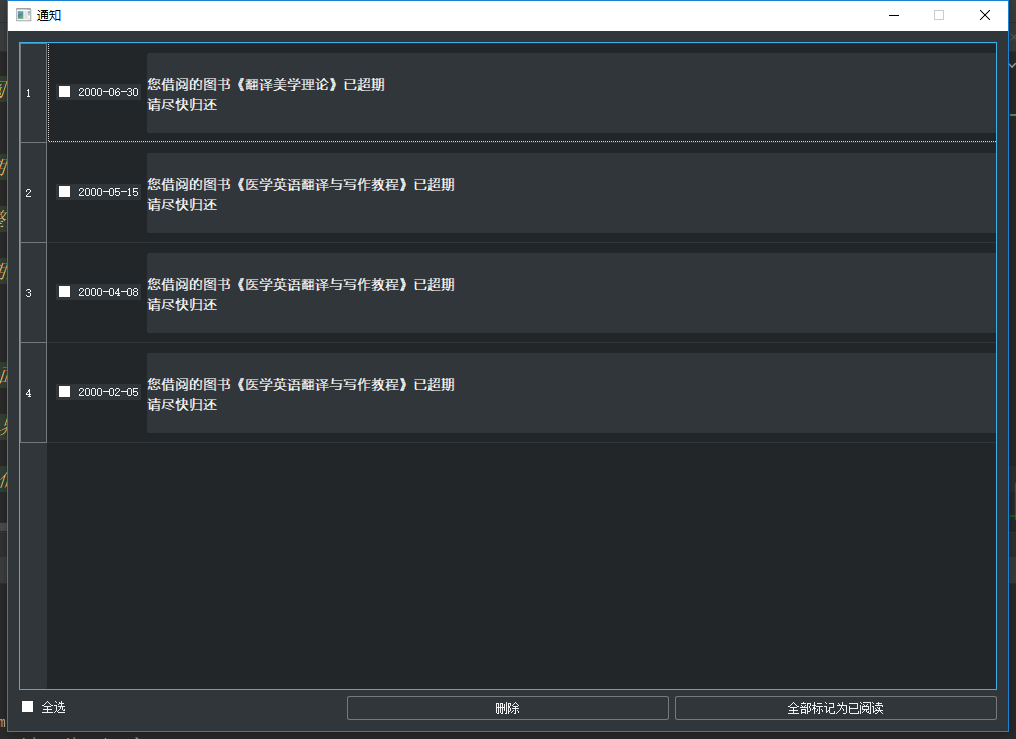 通知
1
2000-06-30
您借阅的图书《翻译美学理论》已超期
请尽快归还
2
2000-05-15
您借阅的图书《医学英语翻译与写作教程》已超期
请尽快归还
3
2000-04-08
您借阅的图书《医学英语翻译与写作教程》已超期
请尽快归还
4
2000-02-05
您借阅的图书《医学英语翻译与写作教程》已超期
请尽快归还
全选
删除
全部标记为已阅读